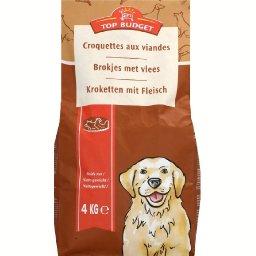 TOP BUDGET
Croquettes aux viandes
Brokjes met vlees
Kroketten mit Fleisch
4 KG e